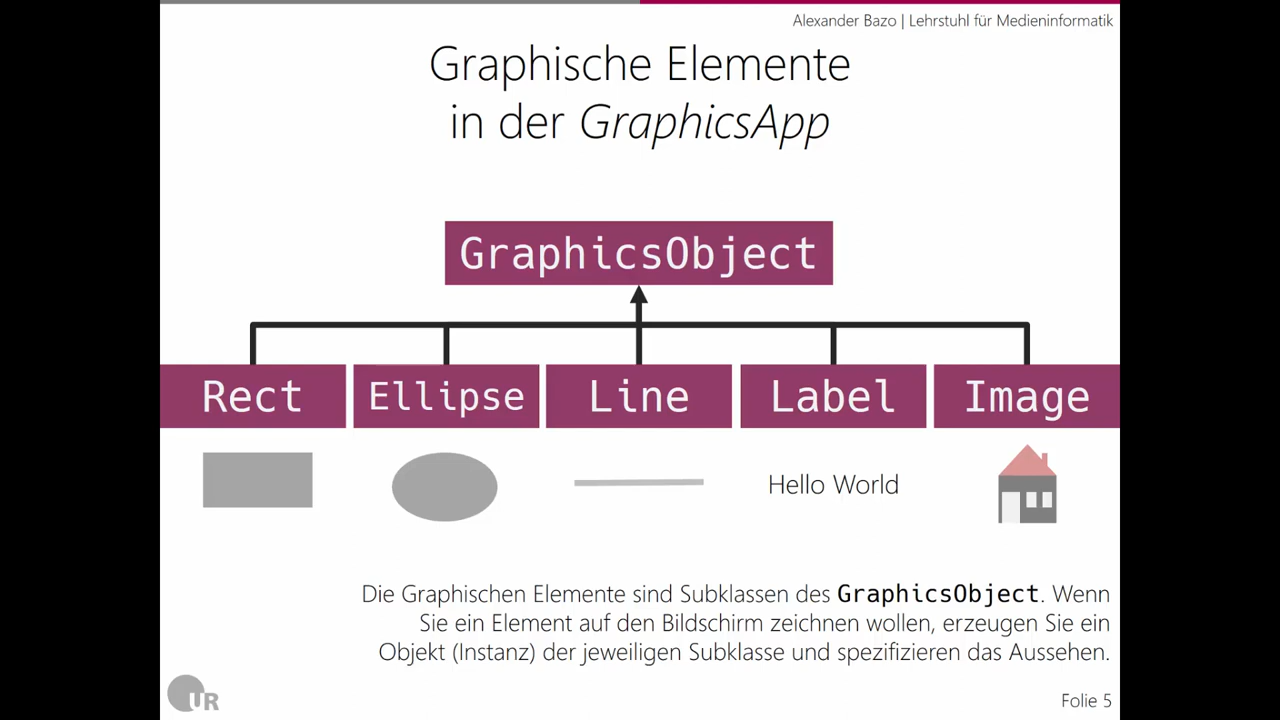 Alexander Bazo | Lehrstuhl für Medieninformatik
Graphische Elemente
in der GraphicsApp
GraphicsObject
Rect Ellipse Line Label Image
Hello World
Die Graphischen Elemente sind Subklassen des GraphicsObject. Wenn
Sie ein Element auf den Bildschirm zeichnen wollen, erzeugen Sie ein
Objekt (Instanz) der jeweiligen Subklasse und spezifizieren das Aussehen.
UR
Folie 5